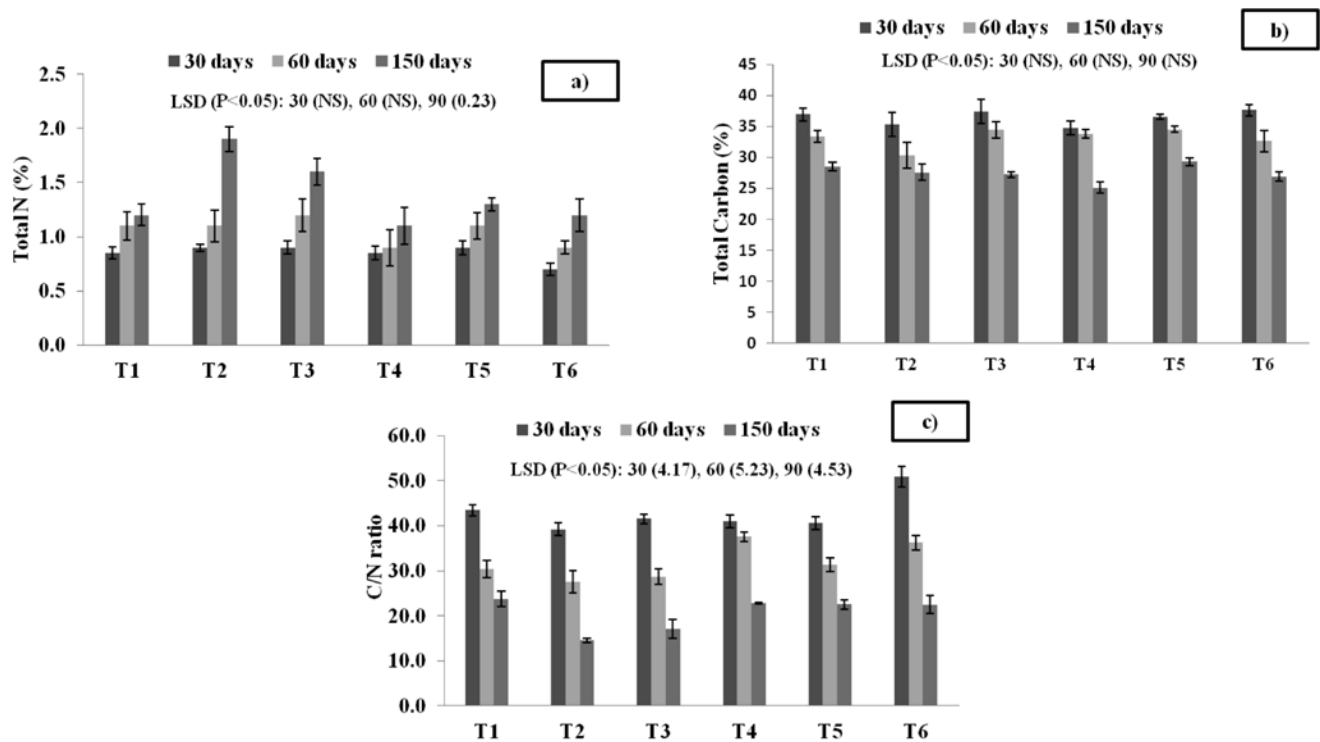 a)
30 days 60 days 150 days
LSD (P<0.05): 30 (NS), 60 (NS), 90 (0.23)
Total N (%)
2.5
2.0
1.5
1.0
0.5
0.0
T1 T2 T3 T4 T5 T6
b)
30 days 60 days 150 days
LSD (P<0.05): 30 (NS), 60 (NS), 90 (NS)
Total Carbon (%)
45
40
35
30
25
20
15
10
5
0
T1 T2 T3 T4 T5 T6
c)
30 days 60 days 150 days
LSD (P<0.05): 30 (4.17), 60 (5.23), 90 (4.53)
C/N ratio
60.0
50.0
40.0
30.0
20.0
10.0
0.0
T1 T2 T3 T4 T5 T6